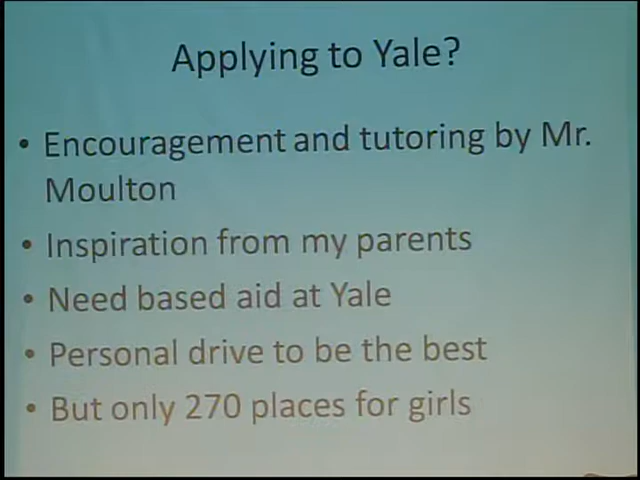 Applying to Yale?
• Encouragement and tutoring by Mr.
Moulton
• Inspiration from my parents
• Need based aid at Yale
• Personal drive to be the best
• But only 270 places for girls